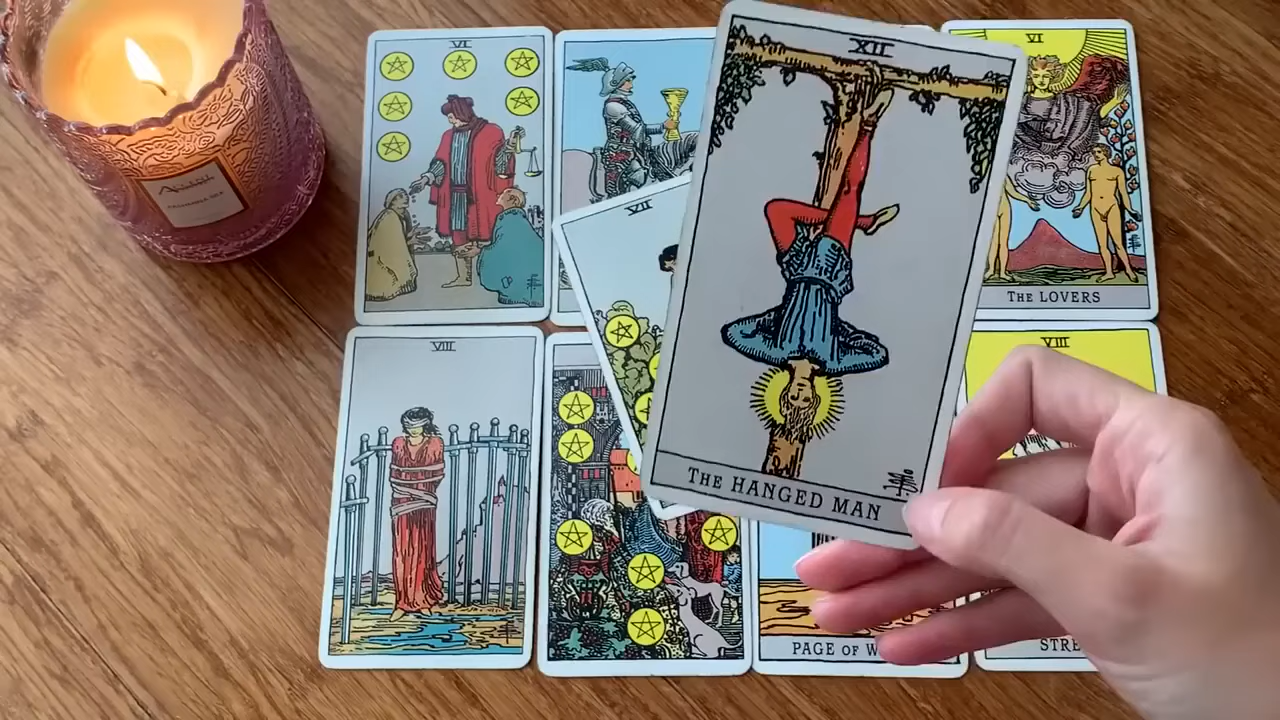 VI
XII
VI
VII
THE LOVERS
VIII
VIII
THE HANGED MAN
PAGE OF W
STRE